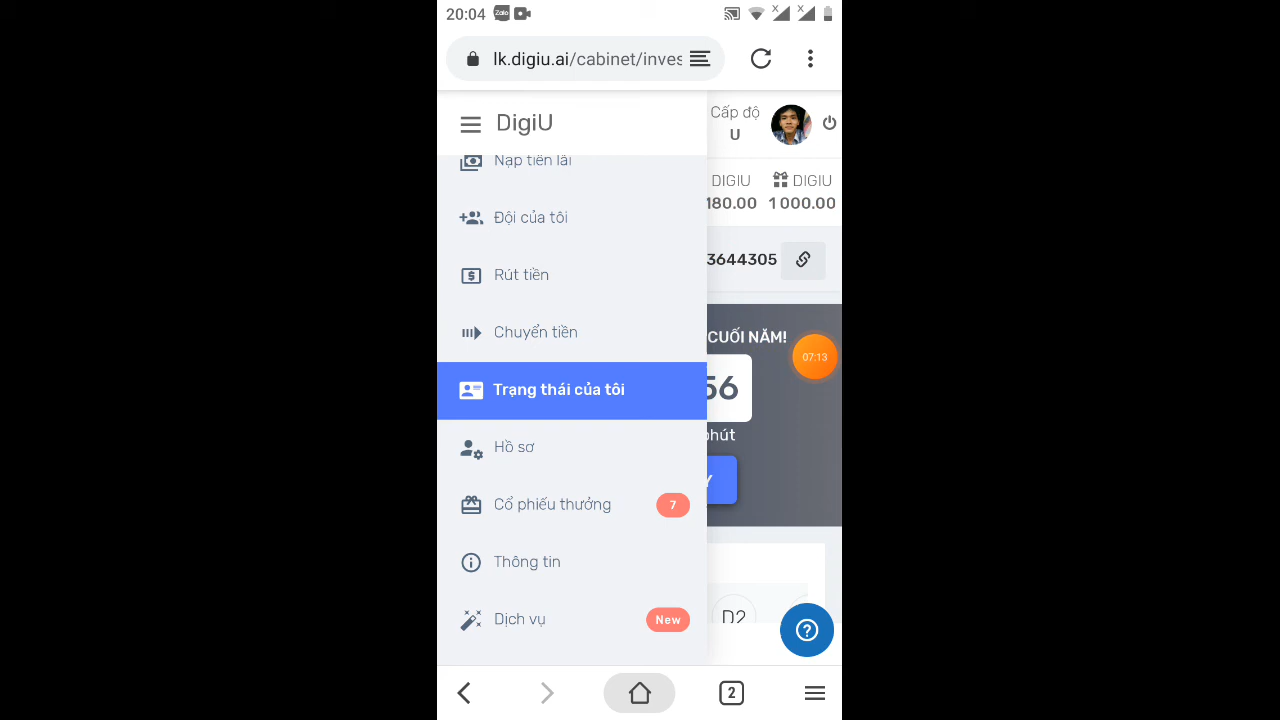 20:04 Zalo
lk.digiu.ai/cabinet/inves
DigiU
Cấp độ
U
Nạp tiền lãi
DIGIU
DIGIU
180.00
1 000.00
Đội của tôi
3644305
Rút tiền
Chuyển tiền
CUỐI NĂM!
07:13
56
phút
Y
Trạng thái của tôi
Hồ sơ
Cổ phiếu thưởng
7
Thông tin
Dịch vụ
New
D2
2